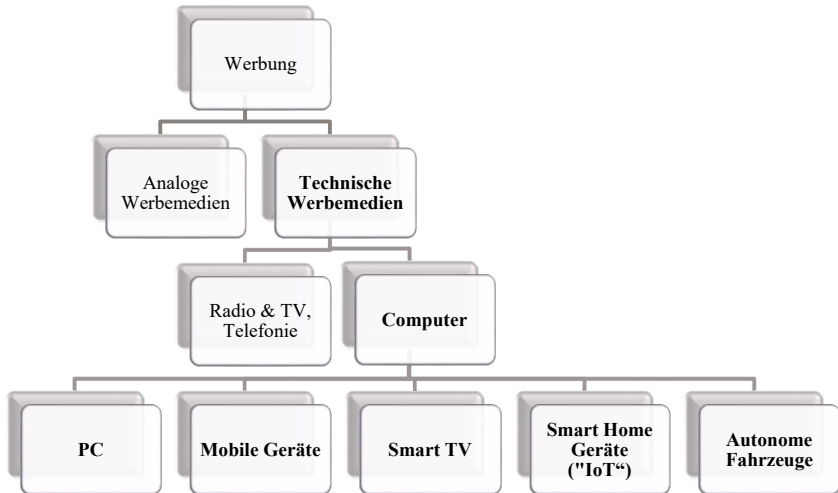 Werbung
Analoge
Werbemedien
Technische
Werbemedien
Radio & TV,
Telefonie
Computer
PC
Mobile Geräte
Smart TV
Smart Home
Geräte
("IoT“)
Autonome
Fahrzeuge